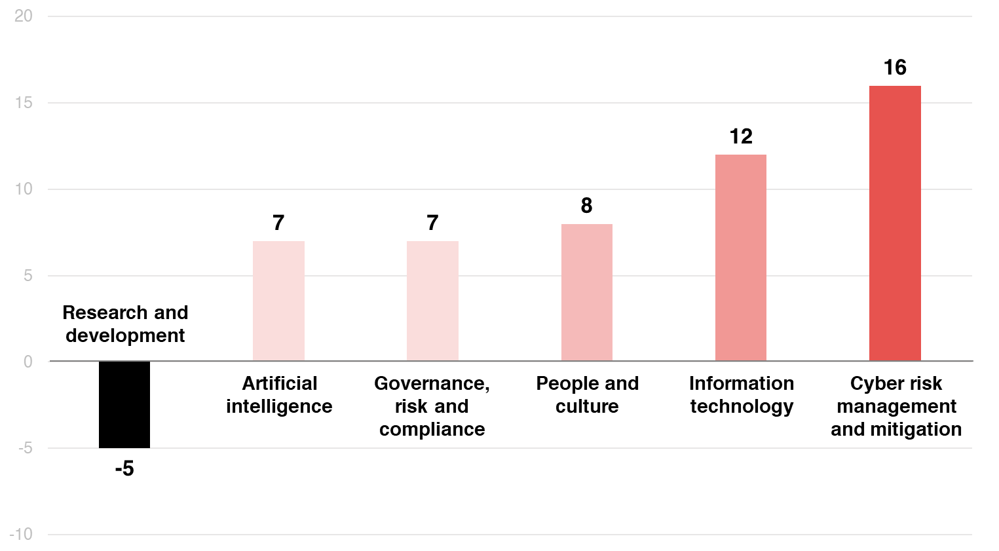 20
16
15
12
10
8
7
7
5
Research and
development
0
Artificial
intelligence
Governance,
risk and
compliance
People and
culture
Information
technology
Cyber risk
management
and mitigation
-5
-5
-10